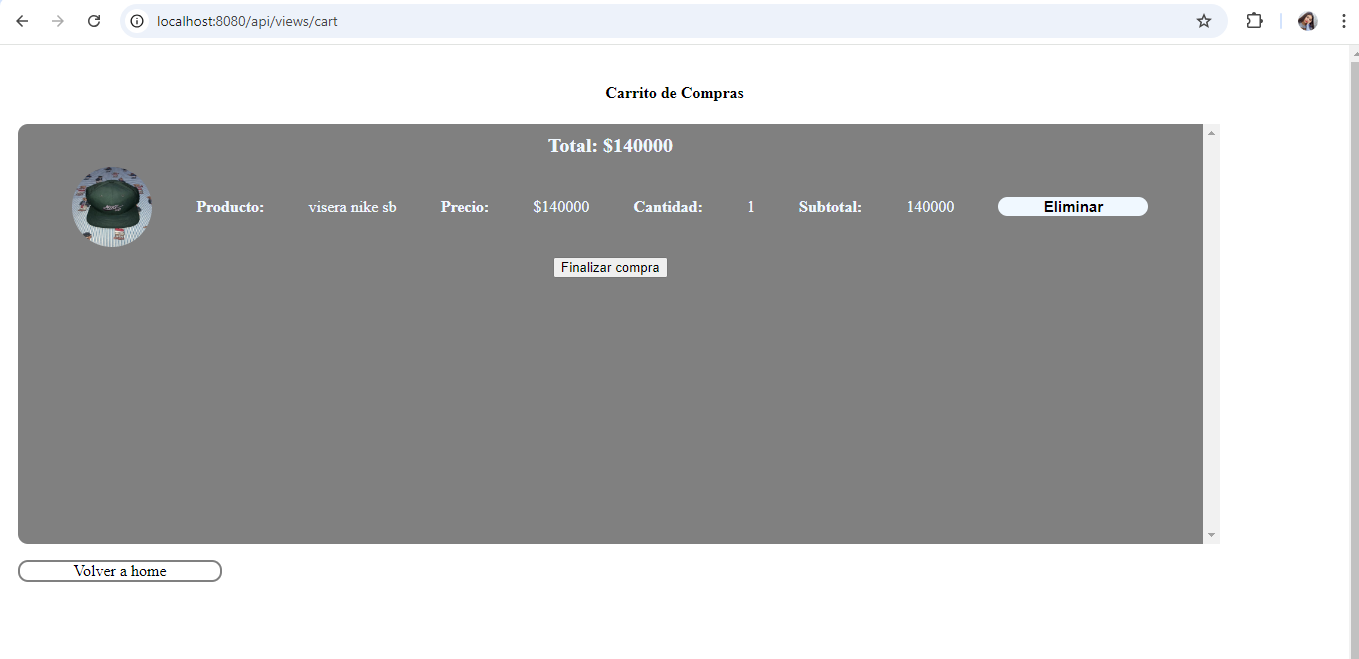 localhost:8080/api/views/cart
Carrito de Compras
Total: $140000
Producto: visera nike sb Precio: $140000 Cantidad: 1 Subtotal: 140000 Eliminar
Finalizar compra
Volver a home